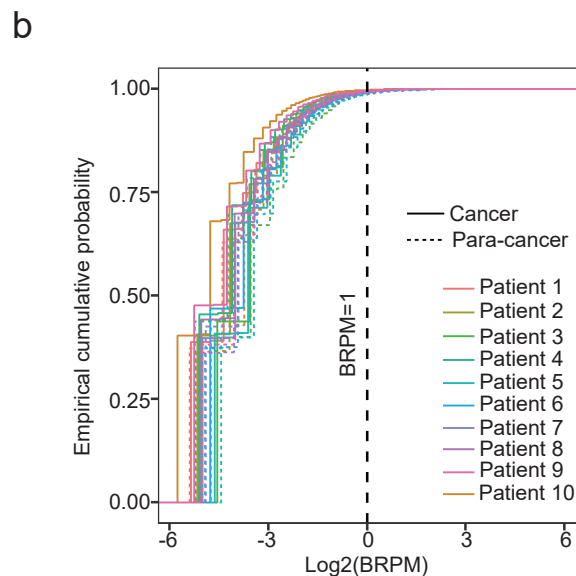 b
Empirical cumulative probability
1.00
0.75
0.50
0.25
0.00
BRPM=1
Cancer
Para-cancer
Patient 1
Patient 2
Patient 3
Patient 4
Patient 5
Patient 6
Patient 7
Patient 8
Patient 9
Patient 10
-6 -3 0 3 6
Log2(BRPM)